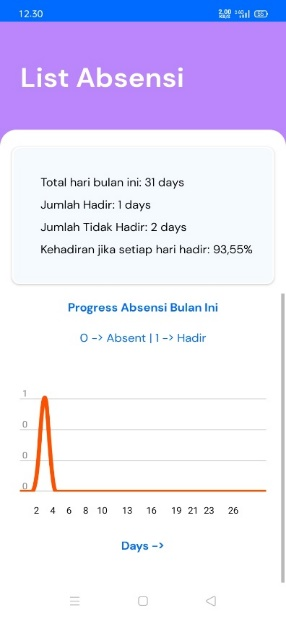 12.30
List Absensi
Total hari bulan ini: 31 days
Jumlah Hadir: 1 days
Jumlah Tidak Hadir: 2 days
Kehadiran jika setiap hari hadir: 93,55%
Progress Absensi Bulan Ini
0 -> Absent | 1 -> Hadir
1
0
0
0
2 4 6 8 10 13 16 19 21 23 26
Days ->